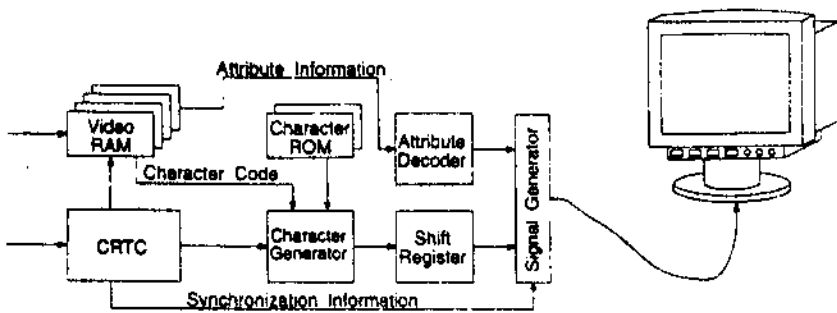 Attribute Information
Video
RAM
Character
ROM
Attribute
Decoder
Signal Generator
Character Code
CRTC
Character
Generator
Shift
Register
Synchronization Information